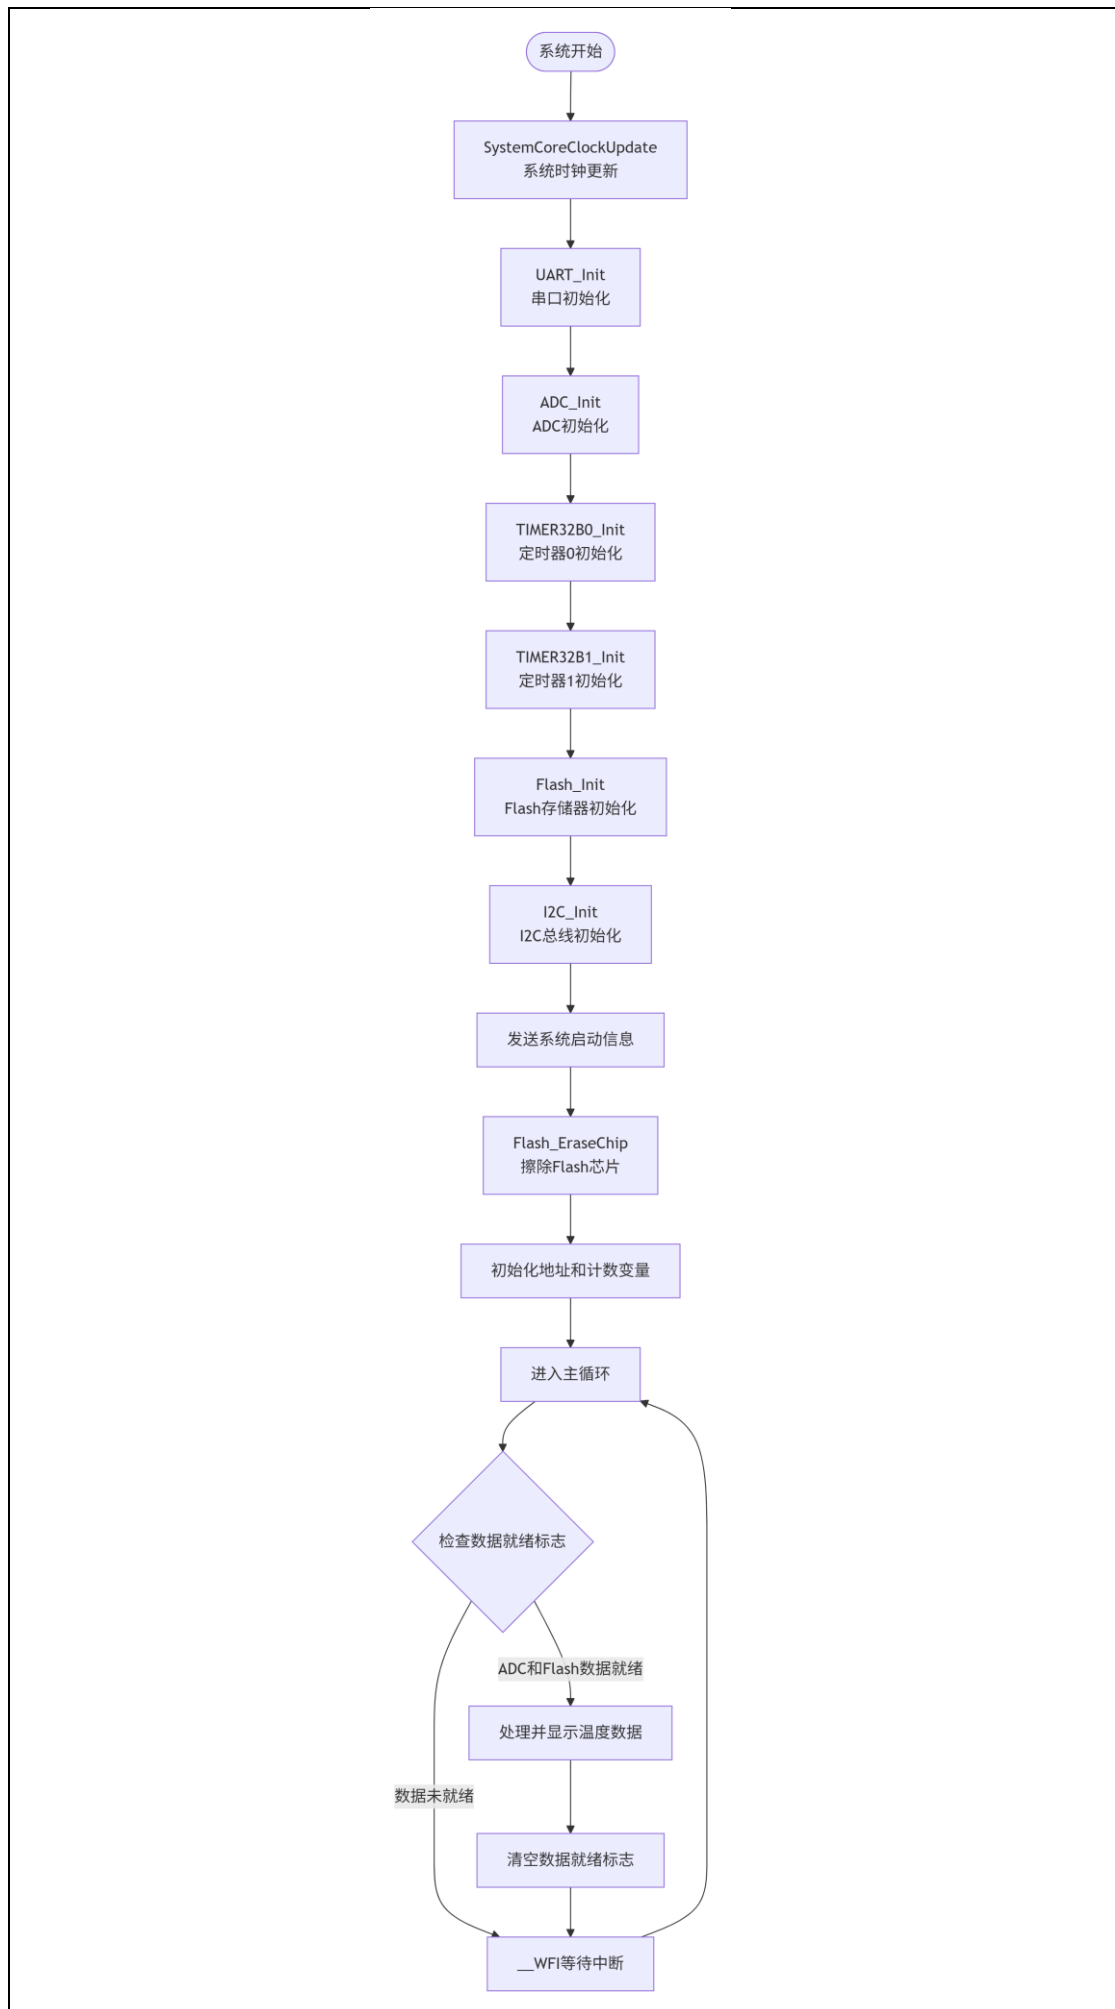 系统开始
SystemCoreClockUpdate
系统时钟更新
UART_Init
串口初始化
ADC_Init
ADC初始化
TIMER32B0_Init
定时器0初始化
TIMER32B1_Init
定时器1初始化
Flash_Init
Flash存储器初始化
I2C_Init
I2C总线初始化
发送系统启动信息
Flash_EraseChip
擦除Flash芯片
初始化地址和计数变量
进入主循环
检查数据就绪标志
ADC和Flash数据就绪
处理并显示温度数据
数据未就绪
清空数据就绪标志
__WFI等待中断